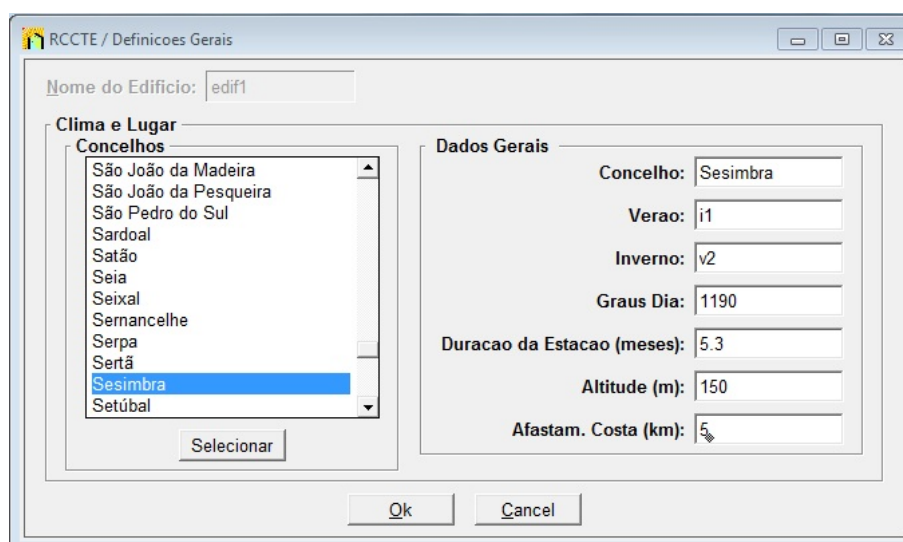 RCCTE / Definicoes Gerais
Nome do Edificio: edif1
Clima e Lugar
Concelhos
São João da Madeira
São João da Pesqueira
São Pedro do Sul
Sardoal
Satão
Seia
Seixal
Sernancelhe
Serpa
Sertã
Sesimbra
Setúbal
Selecionar
Dados Gerais
Concelho: Sesimbra
Verao: i1
Inverno: v2
Graus Dia: 1190
Duracao da Estacao (meses): 5.3
Altitude (m): 150
Afastam. Costa (km): 5
Ok
Cancel